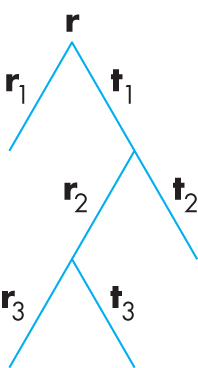 r
r₁ t₁
r₂ t₂
r₃ t₃